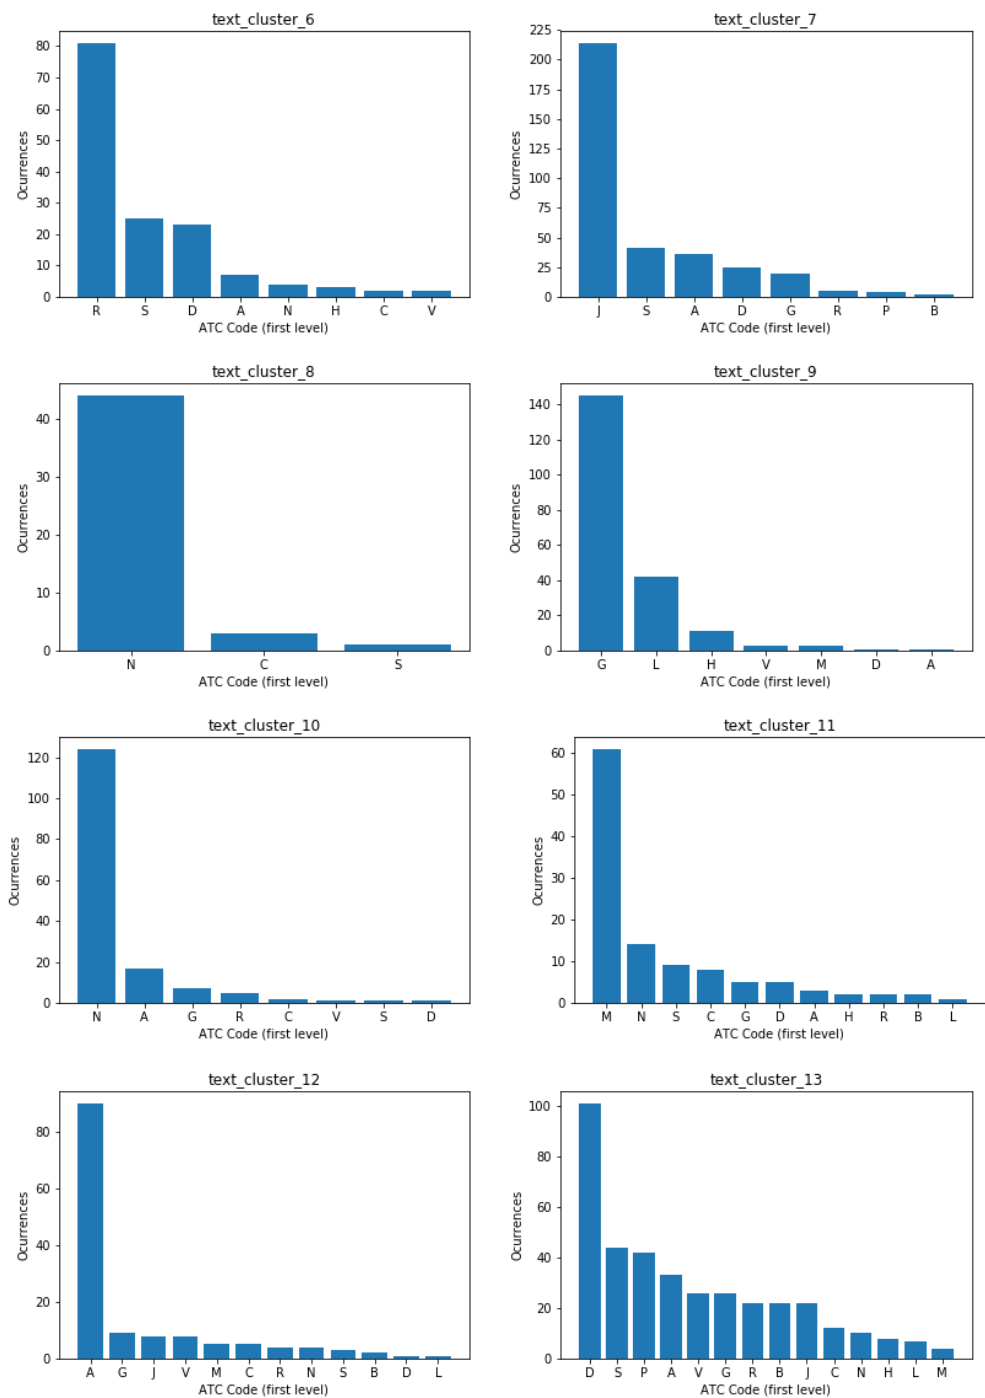 text_cluster_6
80
70
60
50
40
30
20
10
0
Ocurrences
R S D A N H C V
ATC Code (first level)
text_cluster_7
225
200
175
150
125
100
75
50
25
0
Ocurrences
J S A D G R P B
ATC Code (first level)
text_cluster_8
40
30
20
10
0
Ocurrences
N C S
ATC Code (first level)
text_cluster_9
140
120
100
80
60
40
20
0
Ocurrences
G L H V M D A
ATC Code (first level)
text_cluster_10
120
100
80
60
40
20
0
Ocurrences
N A G R C V S D
ATC Code (first level)
text_cluster_11
60
50
40
30
20
10
0
Ocurrences
M N S C G D A H R B L
ATC Code (first level)
text_cluster_12
80
60
40
20
0
Ocurrences
A G J V M C R N S B D L
ATC Code (first level)
text_cluster_13
100
80
60
40
20
0
Ocurrences
D S P A V G R B J C N H L M
ATC Code (first level)